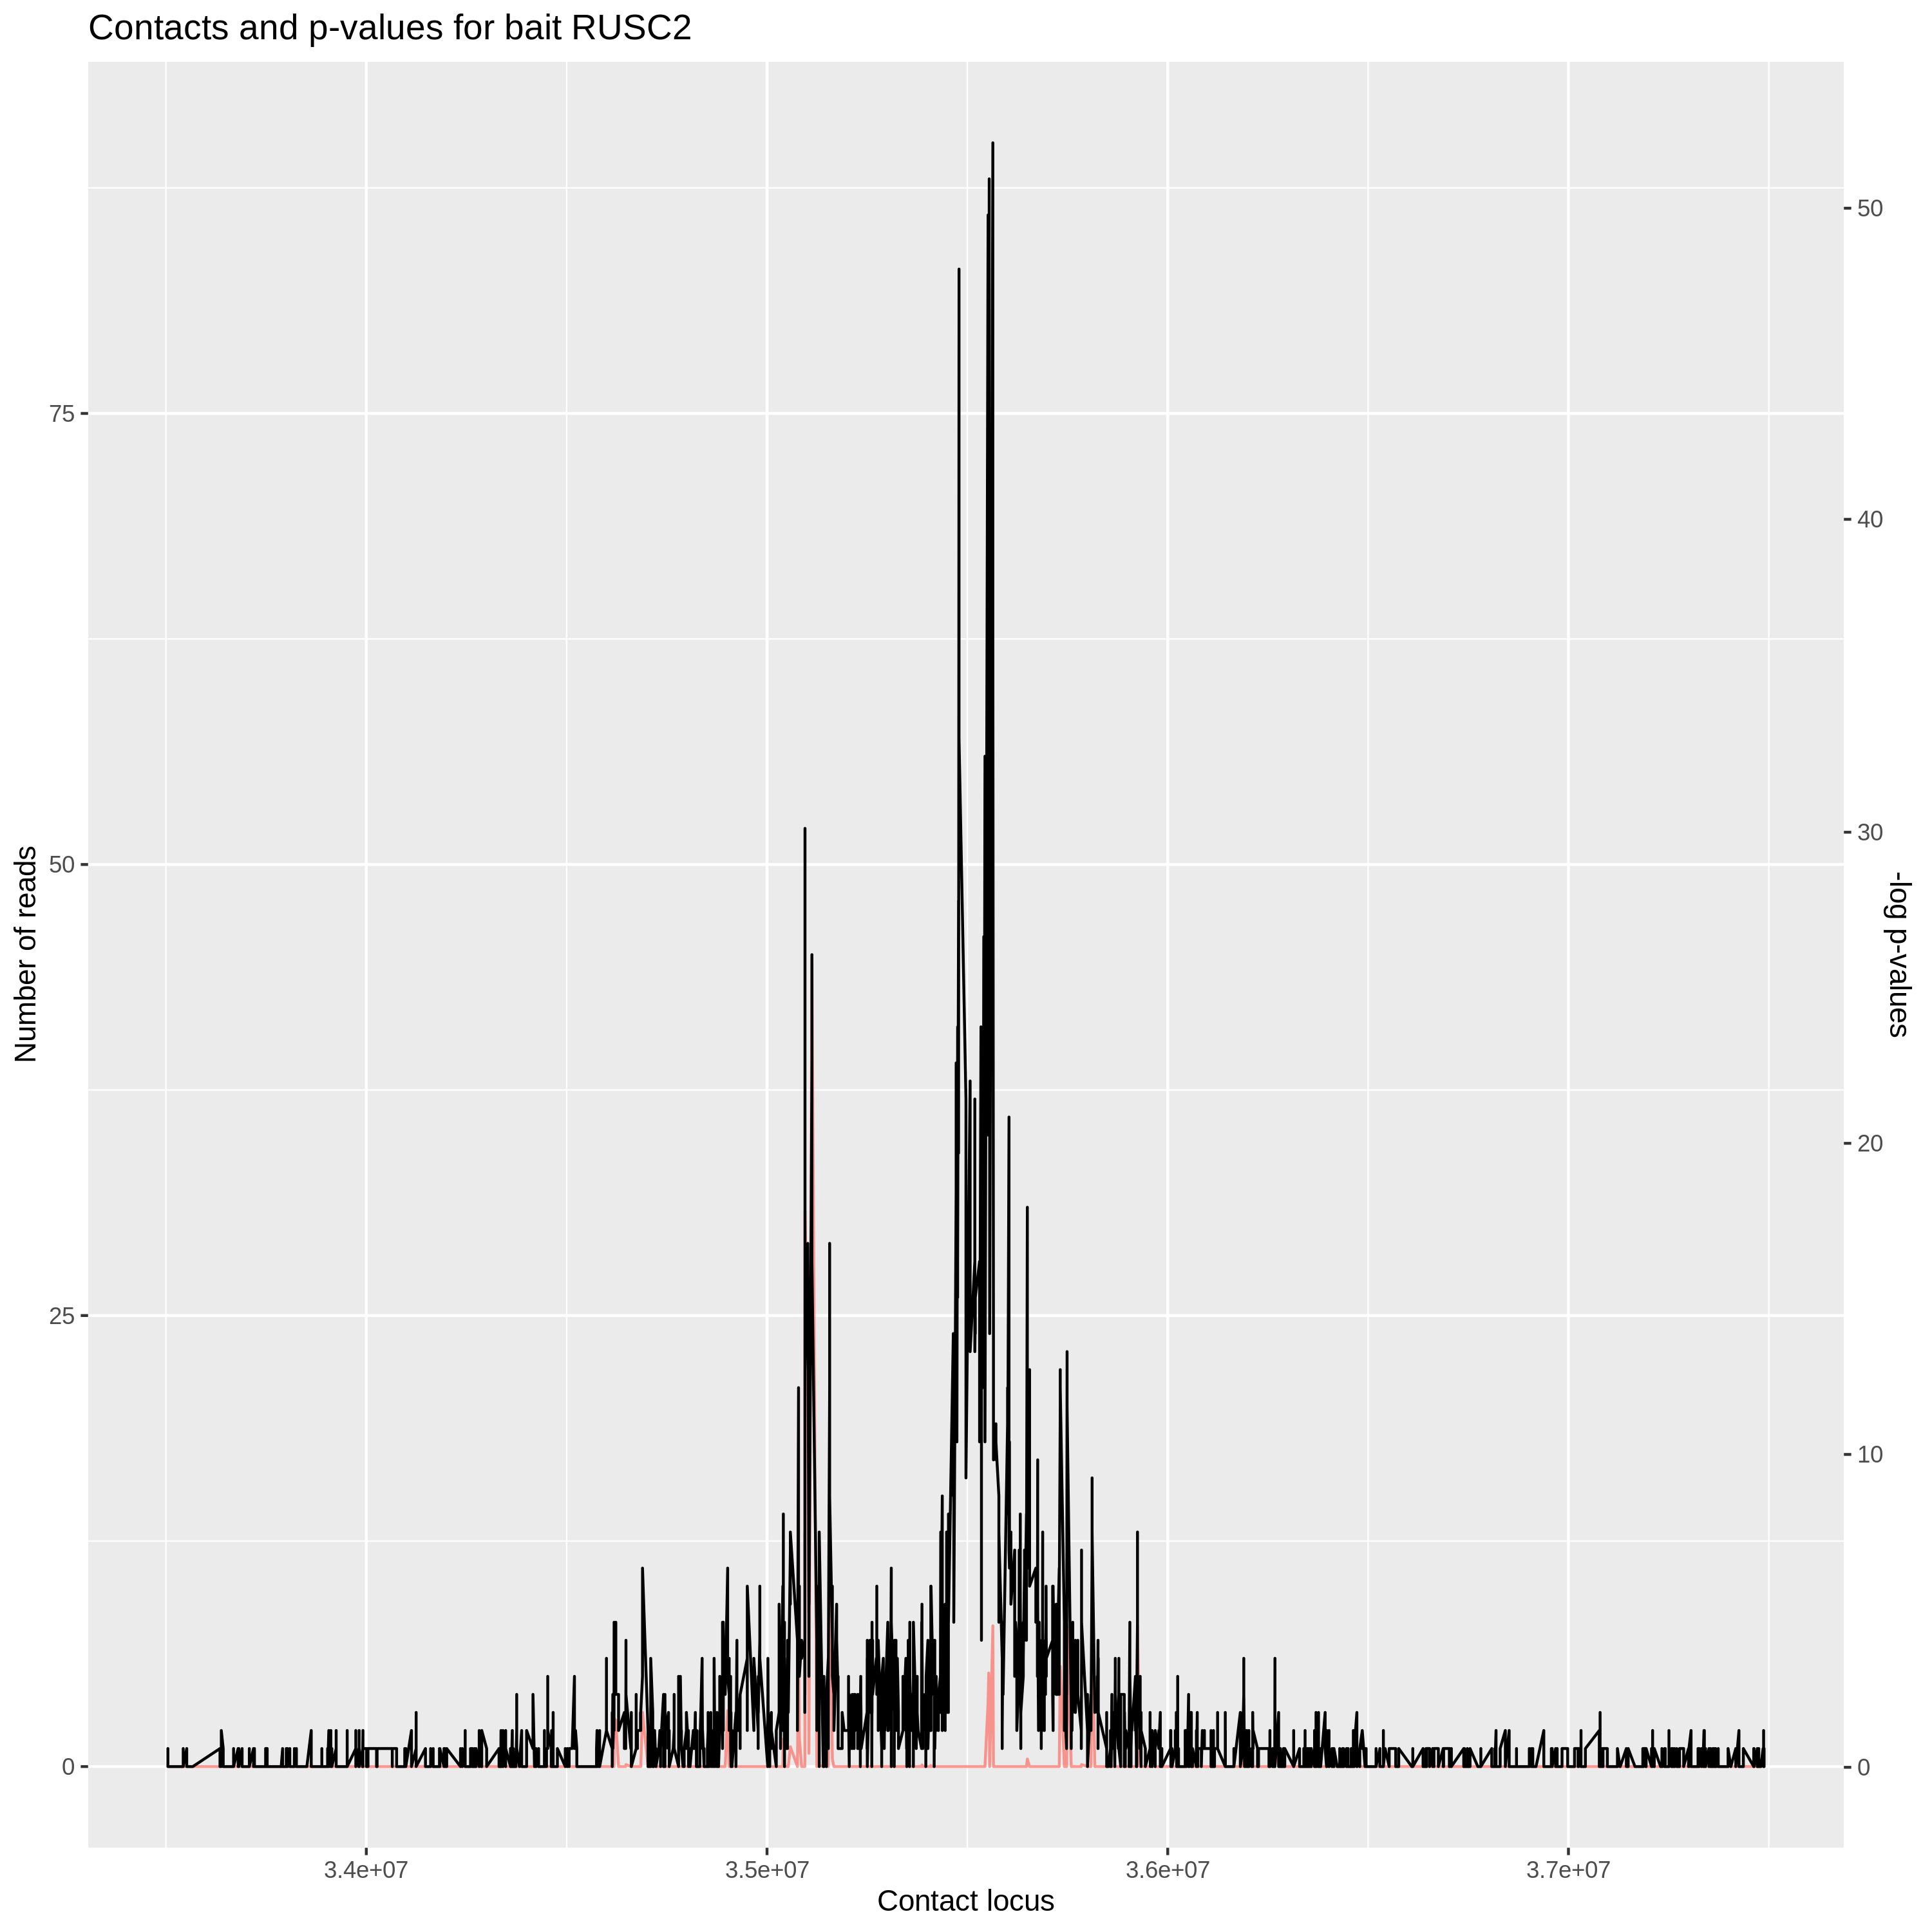 Contacts and p-values for bait RUSC2
Number of reads
75
50
25
0
50
40
30
20
10
0
-log p-values
3.4e+07 3.5e+07 3.6e+07 3.7e+07
Contact locus